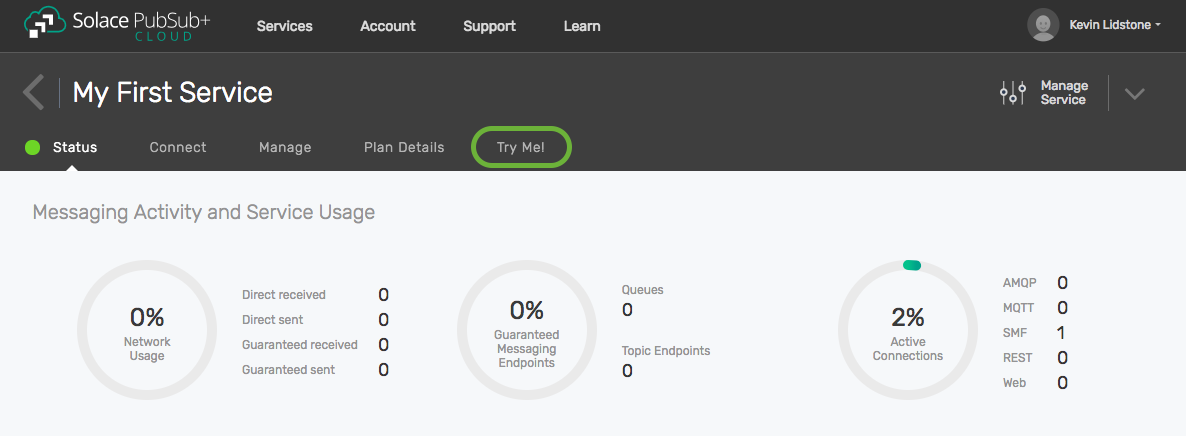 Solace PubSub+
CLOUD
Services Account Support Learn
Kevin Lidstone
My First Service
Manage
Service
Status Connect Manage Plan Details Try Me!
Messaging Activity and Service Usage
0%
Network
Usage
Direct received 0
Direct sent 0
Guaranteed received 0
Guaranteed sent 0
0%
Guaranteed
Messaging
Endpoints
Queues
0
Topic Endpoints
0
2%
Active
Connections
AMQP 0
MQTT 0
SMF 1
REST 0
Web 0